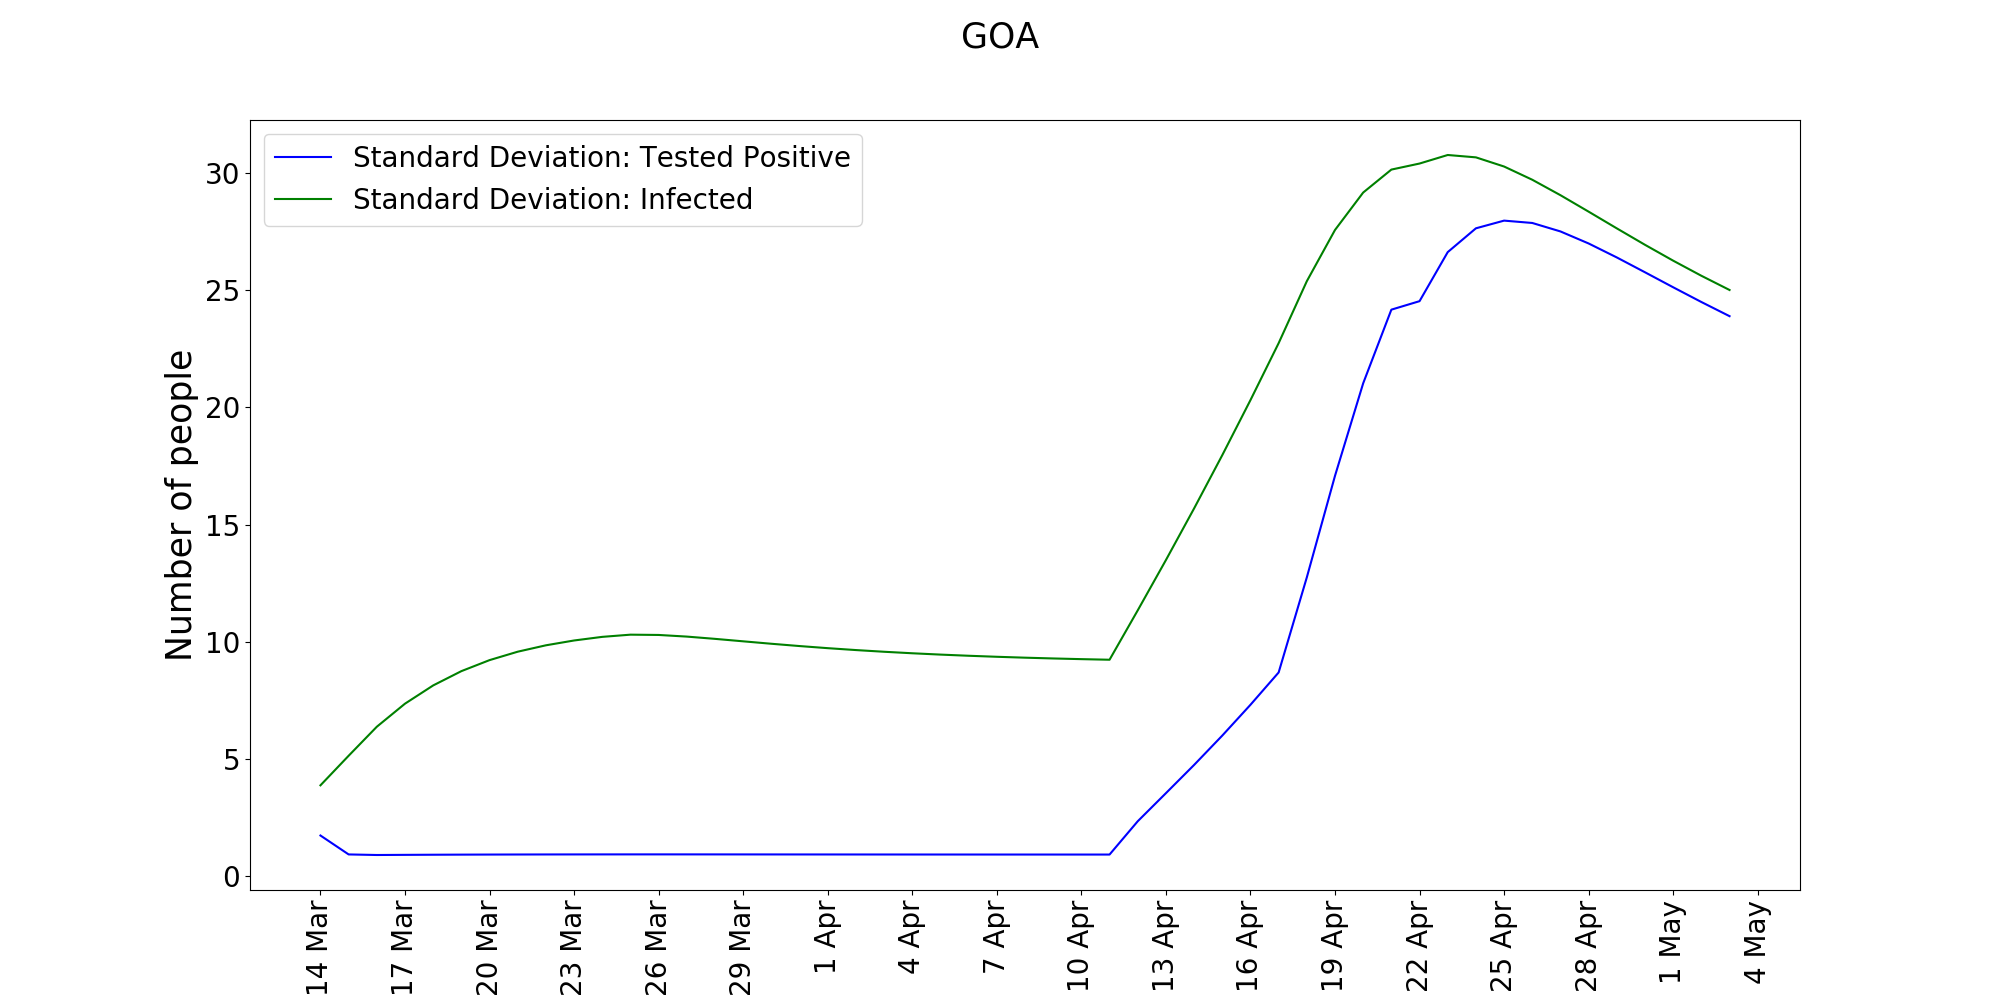 GOA
Standard Deviation: Tested Positive
Standard Deviation: Infected
Number of people
30
25
20
15
10
5
0
14 Mar
17 Mar
20 Mar
23 Mar
26 Mar
29 Mar
1 Apr
4 Apr
7 Apr
10 Apr
13 Apr
16 Apr
19 Apr
22 Apr
25 Apr
28 Apr
1 May
4 May